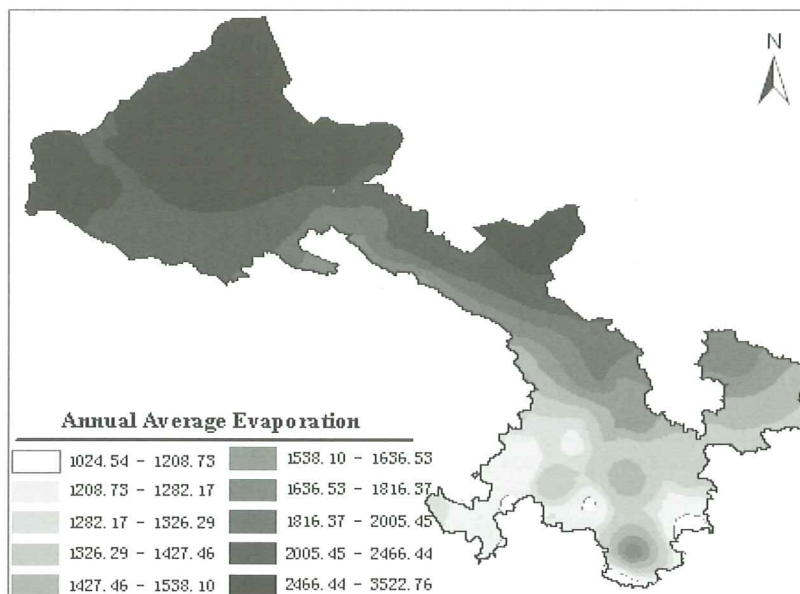 N
Annual Average Evaporation
1024.54 - 1208.73
1208.73 - 1282.17
1282.17 - 1326.29
1326.29 - 1427.46
1427.46 - 1538.10
1538.10 - 1636.53
1636.53 - 1816.37
1816.37 - 2005.45
2005.45 - 2466.44
2466.44 - 3522.76